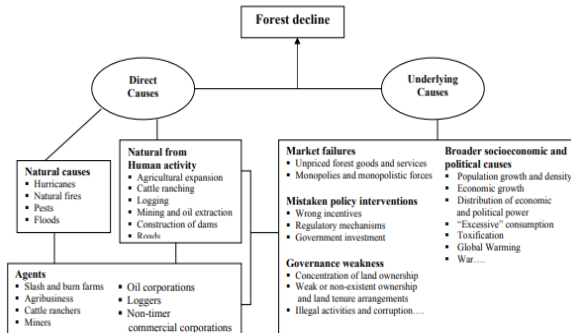 Forest decline
Direct
Causes
Underlying
Causes
Natural causes
▪ Hurricanes
▪ Natural fires
▪ Pests
▪ Floods
Natural from
Human activity
▪ Agricultural expansion
▪ Cattle ranching
▪ Logging
▪ Mining and oil extraction
▪ Construction of dams
▪ Roads
Market failures
▪ Unpriced forest goods and services
▪ Monopolies and monopolistic forces
Mistaken policy interventions
▪ Wrong incentives
▪ Regulatory mechanisms
▪ Government investment
Governance weakness
▪ Concentration of land ownership
▪ Weak or non-existent ownership
and land tenure arrangements
▪ Illegal activities and corruption….
Broader socioeconomic and
political causes
▪ Population growth and density
▪ Economic growth
▪ Distribution of economic
and political power
▪ “Excessive” consumption
▪ Toxification
▪ Global Warming
▪ War….
Agents
▪ Slash and burn farms
▪ Agribusiness
▪ Cattle ranchers
▪ Miners
▪ Oil corporations
▪ Loggers
▪ Non-timer
commercial corporations